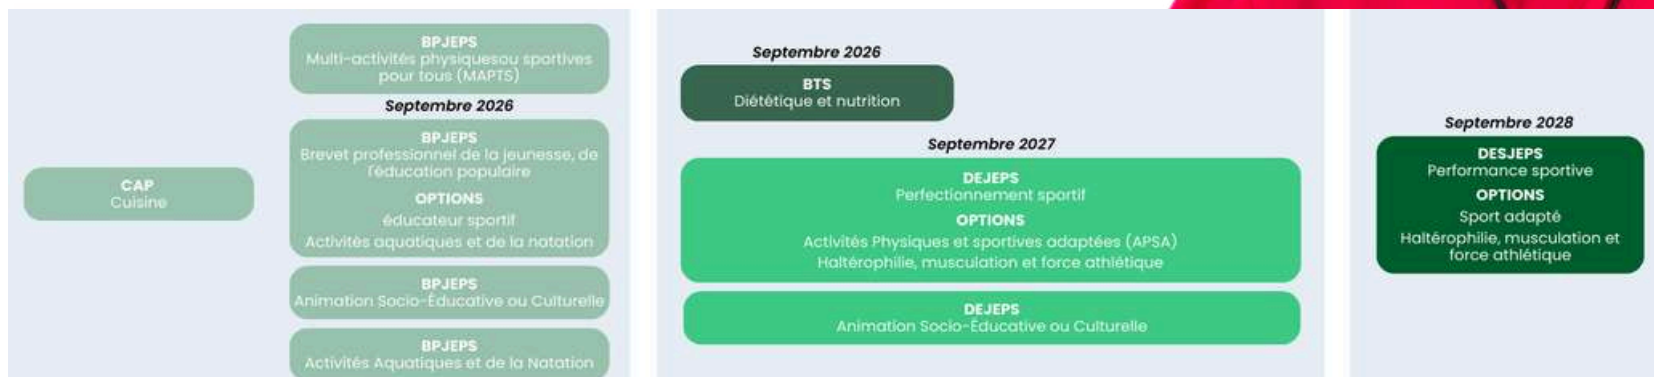 CAP
Cuisine
BPJEPS
Multi-activités physiquesou sportives
pour tous (MAPTS)
Septembre 2026
BPJEPS
Brevet professionnel de la jeunesse, de
l'éducation populaire
OPTIONS
éducateur sportif
Activités aquatiques et de la natation
BPJEPS
Animation Socio-Éducative ou Culturelle
BPJEPS
Activités Aquatiques et de la Natation
Septembre 2026
BTS
Diététique et nutrition
Septembre 2027
DEJEPS
Perfectionnement sportif
OPTIONS
Activités Physiques et sportives adaptées (APSA)
Haltérophilie, musculation et force athlétique
DEJEPS
Animation Socio-Éducative ou Culturelle
Septembre 2028
DESJEPS
Performance sportive
OPTIONS
Sport adapté
Haltérophilie, musculation et
force athlétique